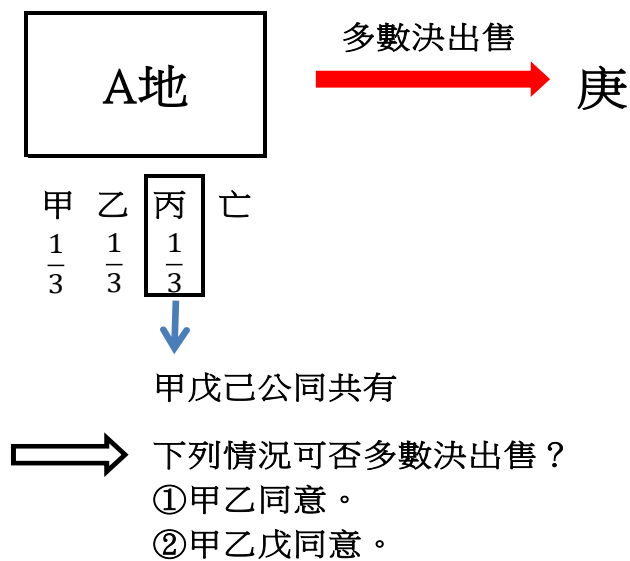 多數決出售
A地
庚
甲 乙 丙 亡
1/3 1/3 1/3
甲戊己公同共有
下列情況可否多數決出售？
①甲乙同意。
②甲乙戊同意。